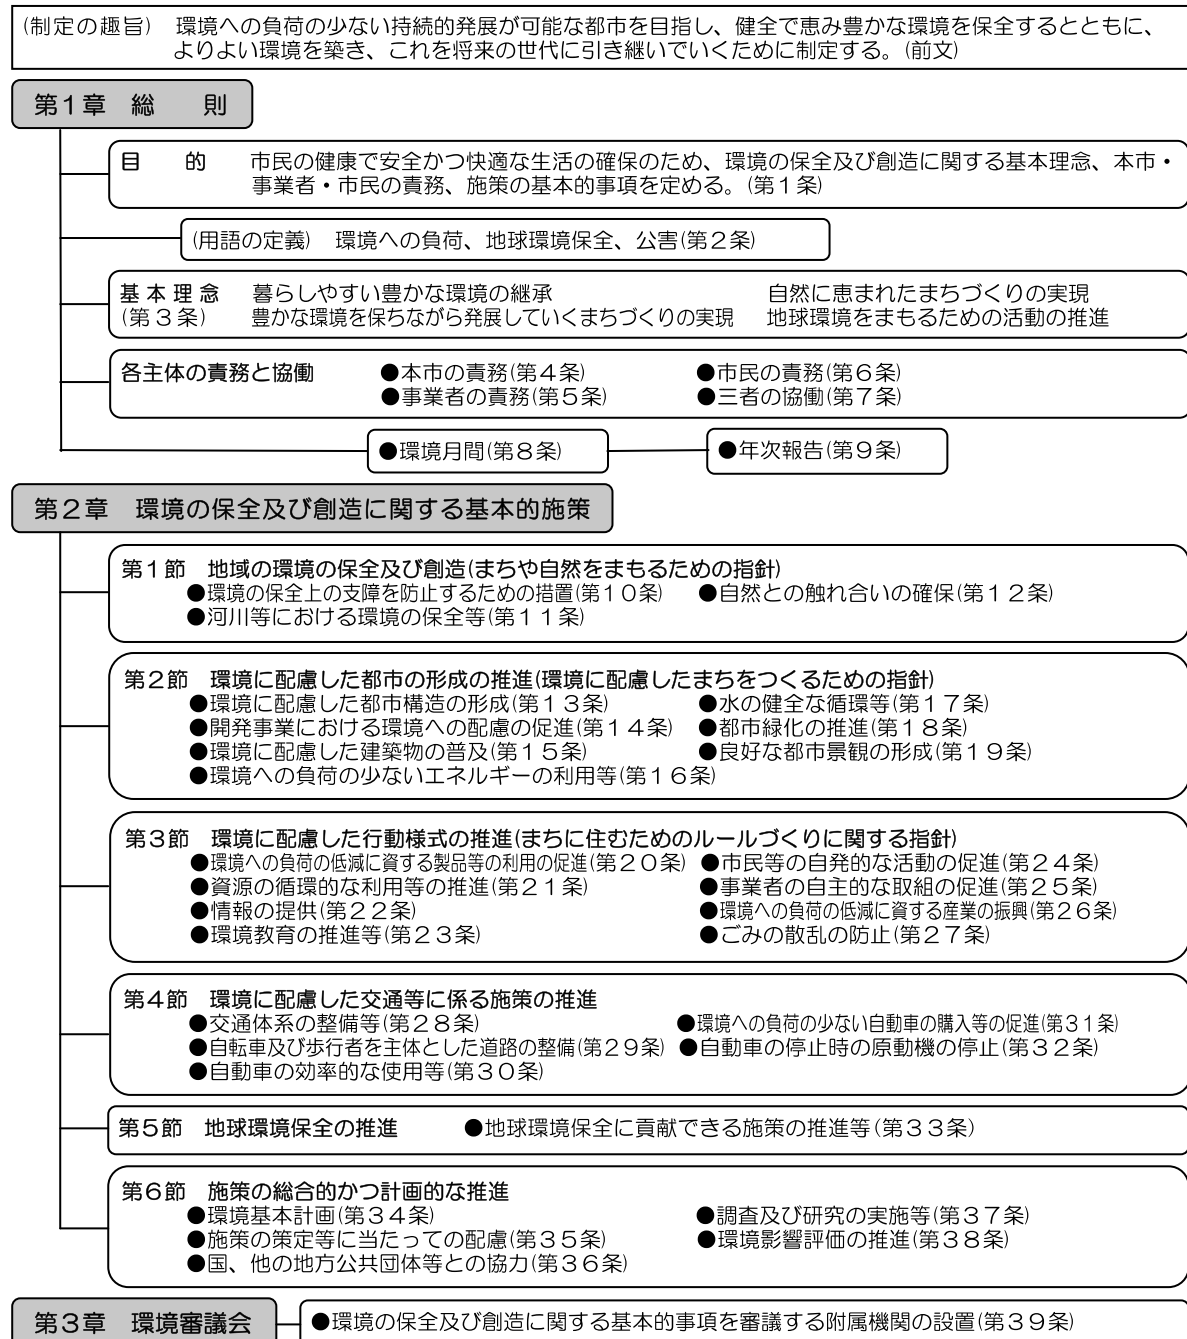 (制定の趣旨)　環境への負荷の少ない持続的発展が可能な都市を目指し、健全で恵み豊かな環境を保全するとともに、
よりよい環境を築き、これを将来の世代に引き継いでいくために制定する。(前文)
第１章　総　　則
目　　的　　市民の健康で安全かつ快適な生活の確保のため、環境の保全及び創造に関する基本理念、本市・
事業者・市民の責務、施策の基本的事項を定める。(第１条)
(用語の定義)　環境への負荷、地球環境保全、公害(第２条)
基本理念　暮らしやすい豊かな環境の継承　自然に恵まれたまちづくりの実現
(第３条)　豊かな環境を保ちながら発展していくまちづくりの実現　地球環境をまもるための活動の推進
各主体の責務と協働　●本市の責務(第４条)　●市民の責務(第６条)
●事業者の責務(第５条)　●三者の協働(第７条)
●環境月間(第８条)　●年次報告(第９条)
第２章　環境の保全及び創造に関する基本的施策
第１節　地域の環境の保全及び創造(まちや自然をまもるための指針)
●環境の保全上の支障を防止するための措置(第１０条)　●自然との触れ合いの確保(第１２条)
●河川等における環境の保全等(第１１条)
第２節　環境に配慮した都市の形成の推進(環境に配慮したまちをつくるための指針)
●環境に配慮した都市構造の形成(第１３条)　●水の健全な循環等(第１７条)
●開発事業における環境への配慮の促進(第１４条)　●都市緑化の推進(第１８条)
●環境に配慮した建築物の普及(第１５条)　●良好な都市景観の形成(第１９条)
●環境への負荷の少ないエネルギーの利用等(第１６条)
第３節　環境に配慮した行動様式の推進(まちに住むためのルールづくりに関する指針)
●環境への負荷の低減に資する製品等の利用の促進(第２０条)　●市民等の自発的な活動の促進(第２４条)
●資源の循環的な利用等の推進(第２１条)　●事業者の自主的な取組の促進(第２５条)
●情報の提供(第２２条)　●環境への負荷の低減に資する産業の振興(第２６条)
●環境教育の推進等(第２３条)　●ごみの散乱の防止(第２７条)
第４節　環境に配慮した交通等に係る施策の推進
●交通体系の整備等(第２８条)　●環境への負荷の少ない自動車の購入等の促進(第３１条)
●自転車及び歩行者を主体とした道路の整備(第２９条)　●自動車の停止時の原動機の停止(第３２条)
●自動車の効率的な使用等(第３０条)
第５節　地球環境保全の推進　●地球環境保全に貢献できる施策の推進等(第３３条)
第６節　施策の総合的かつ計画的な推進
●環境基本計画(第３４条)　●調査及び研究の実施等(第３７条)
●施策の策定等に当たっての配慮(第３５条)　●環境影響評価の推進(第３８条)
●国、他の地方公共団体等との協力(第３６条)
第３章　環境審議会　●環境の保全及び創造に関する基本的事項を審議する附属機関の設置(第３９条)